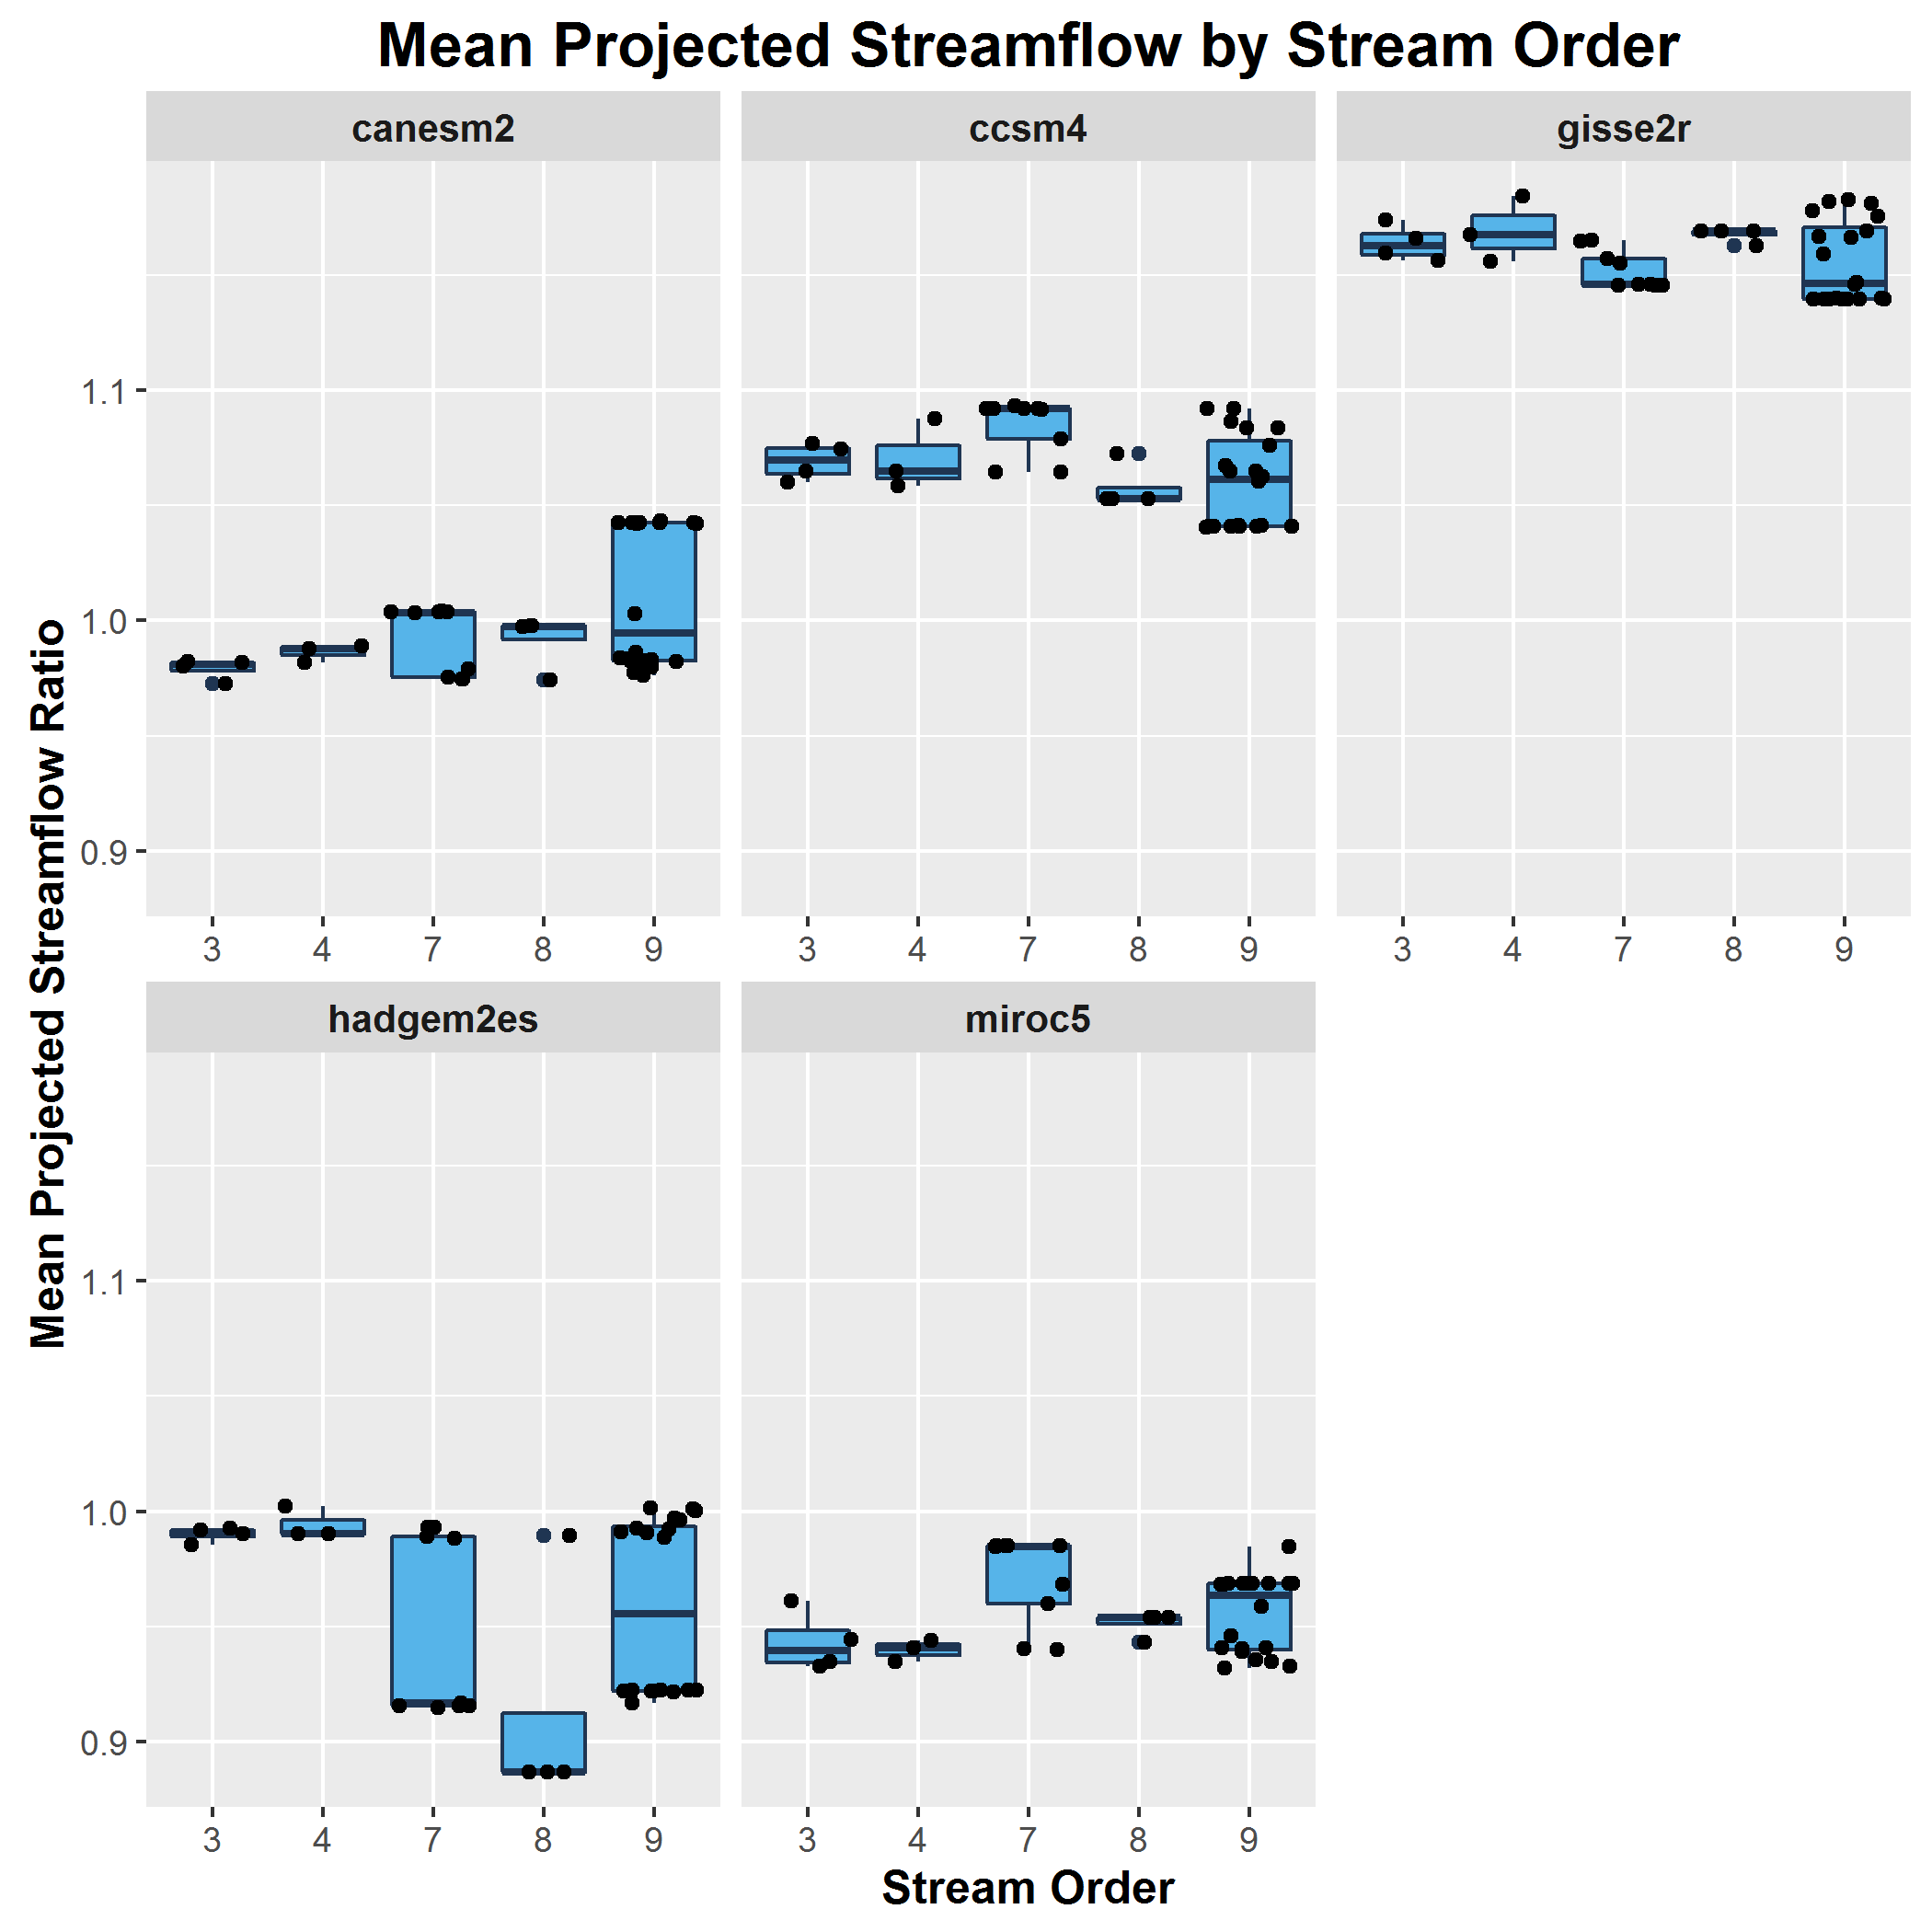 Mean Projected Streamflow by Stream Order
canesm2
ccsm4
gisse2r
Mean Projected Streamflow Ratio
1.1
1.0
0.9
3 4 7 8 9
3 4 7 8 9
3 4 7 8 9
hadgem2es
miroc5
1.1
1.0
0.9
3 4 7 8 9
3 4 7 8 9
Stream Order